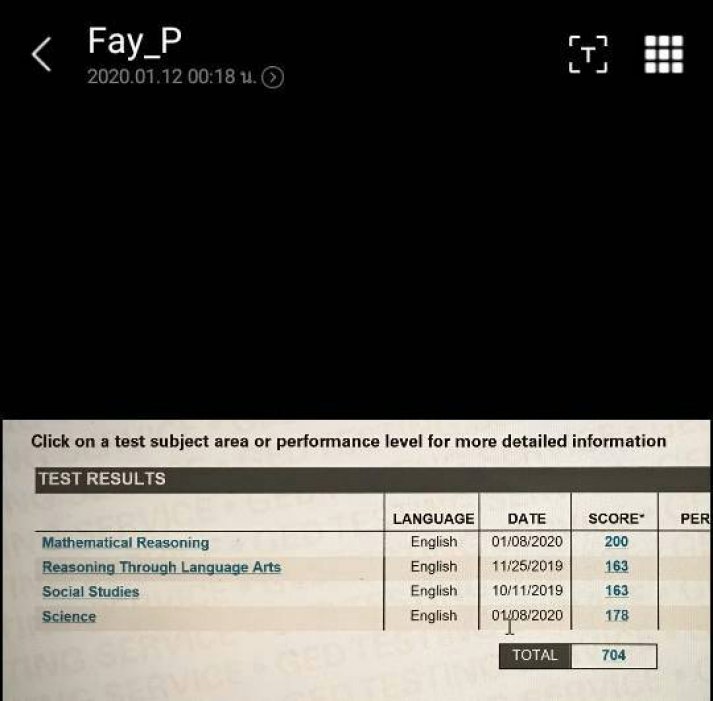 Fay_P
2020.01.12 00:18 น.
T
Click on a test subject area or performance level for more detailed information
TEST RESULTS
LANGUAGE DATE SCORE* PER
Mathematical Reasoning English 01/08/2020 200
Reasoning Through Language Arts English 11/25/2019 163
Social Studies English 10/11/2019 163
Science English 01/08/2020 178
TOTAL 704